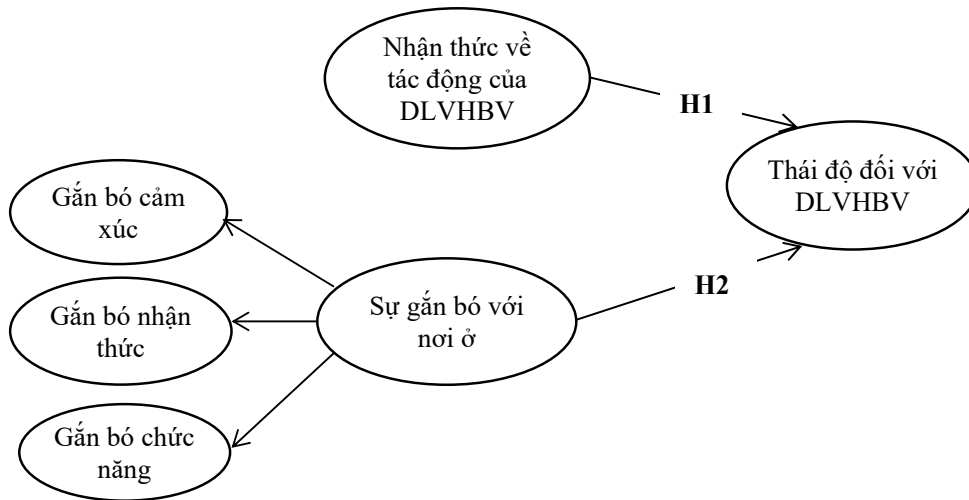 Nhận thức về
tác động của
DLVHBV
H1
Thái độ đối với
DLVHBV
Gắn bó cảm
xúc
Gắn bó nhận
thức
Sự gắn bó với
nơi ở
H2
Gắn bó chức
năng